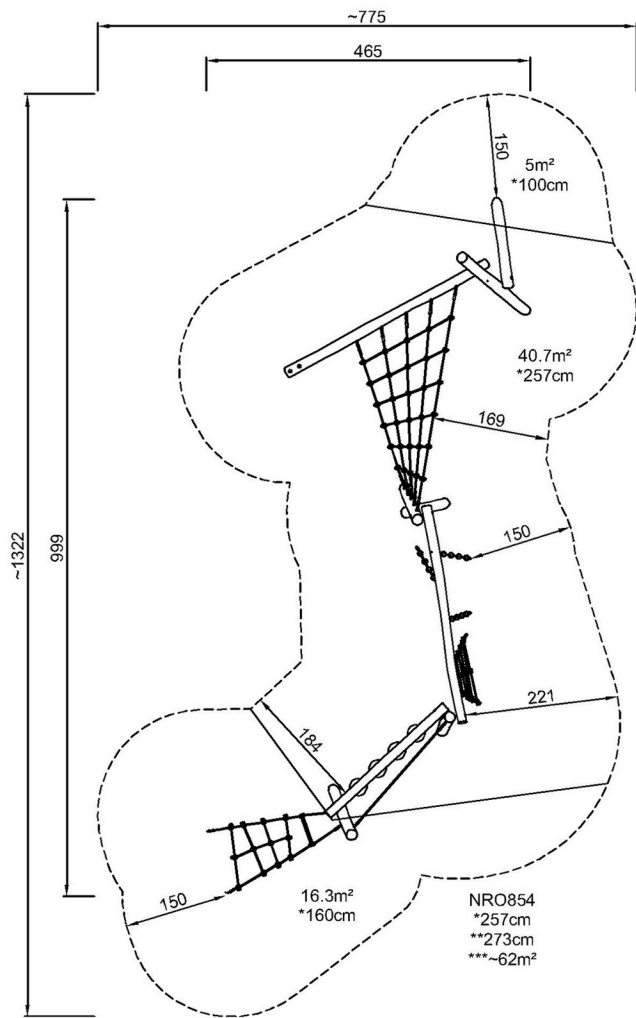 ~775
465
150
5m²
*100cm
40.7m²
*257cm
169
~1322
999
150
221
184
150
16.3m²
*160cm
NRO854
*257cm
**273cm
***~62m²